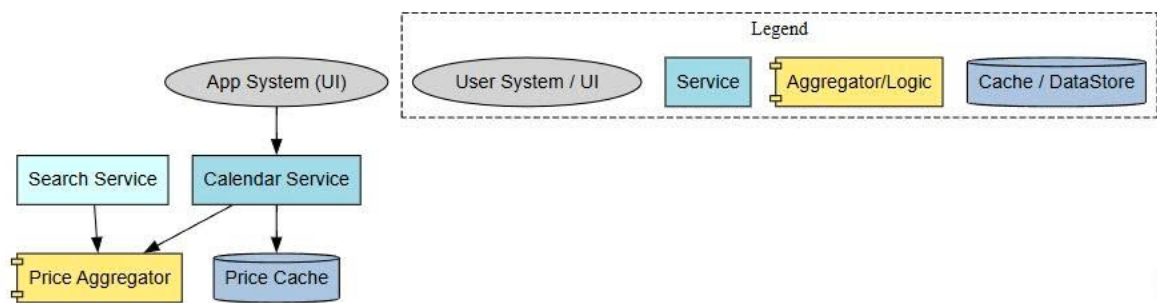 Legend
App System (UI)
User System / UI
Service
Aggregator/Logic
Cache / DataStore
Search Service
Calendar Service
Price Aggregator
Price Cache